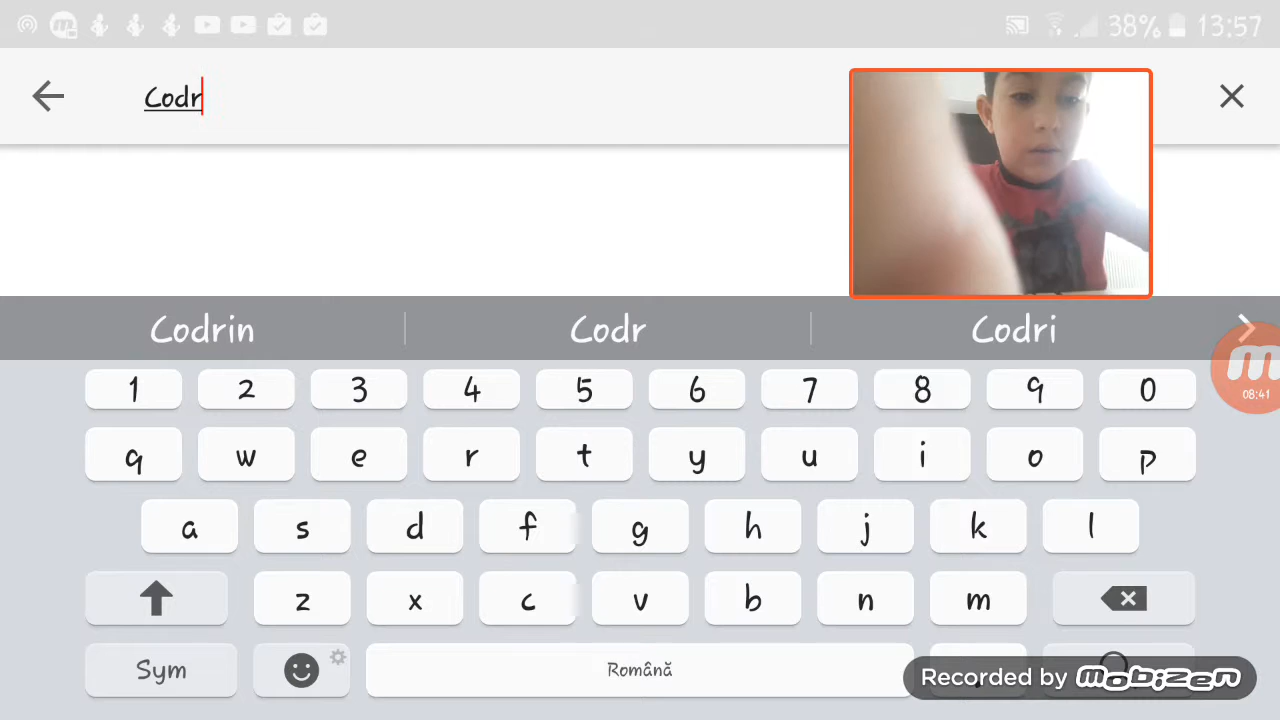 38% 13:57
Codr
Codrin Codr Codri
08:41
1 2 3 4 5 6 7 8 9 0
q w e r t y u i o p
a s d f g h j k l
z x c v b n m
Sym Română
Recorded by mobizen